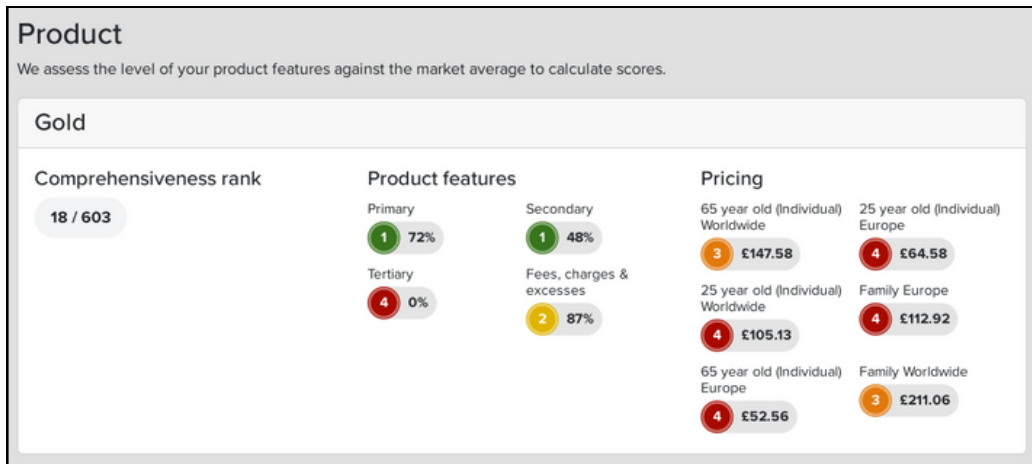 Product
We assess the level of your product features against the market average to calculate scores.
Gold
Comprehensiveness rank
18 / 603
Product features
Primary
1 72%
Secondary
1 48%
Tertiary
4 0%
Fees, charges &
excesses
2 87%
Pricing
65 year old (Individual)
Worldwide
3 £147.58
25 year old (Individual)
Europe
4 £64.58
25 year old (Individual)
Worldwide
4 £105.13
Family Europe
4 £112.92
65 year old (Individual)
Europe
4 £52.56
Family Worldwide
3 £211.06